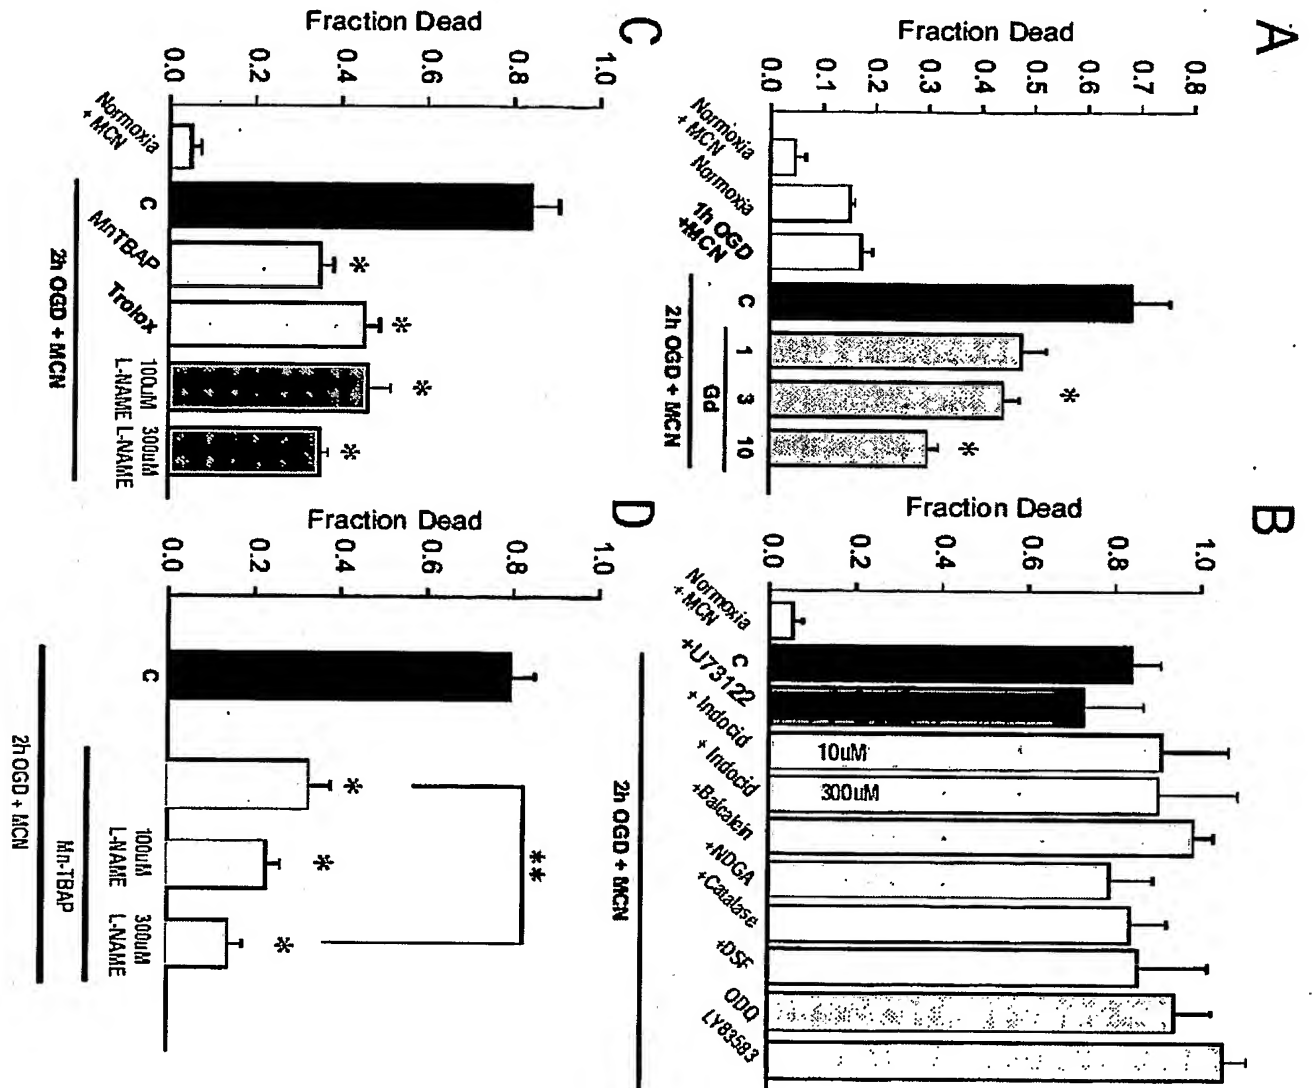 A
Fraction Dead
0.0
0.1
0.2
0.3
0.4
0.5
0.6
0.7
0.8
Normoxia
+ MCN
Normoxia
1h OGD
+MCN
C
1
3
10
Gd
2h OGD + MCN
*
*
B
Fraction Dead
0.0
0.2
0.4
0.6
0.8
1.0
Normoxia
+ MCN
C
+U73122
+ Indocid
+ Indocid
+Baicalein
+NDGA
+Catalase
+DSF
ODQ
LY83583
10uM
300uM
2h OGD + MCN
C
Fraction Dead
0.0
0.2
0.4
0.6
0.8
1.0
Normoxia
+ MCN
C
MnTBAP
Trolox
100uM
L-NAME
300uM
L-NAME
2h OGD + MCN
*
*
*
*
D
Fraction Dead
0.0
0.2
0.4
0.6
0.8
1.0
C
100uM
L-NAME
300uM
L-NAME
Mn-TBAP
2h OGD + MCN
*
*
*
**